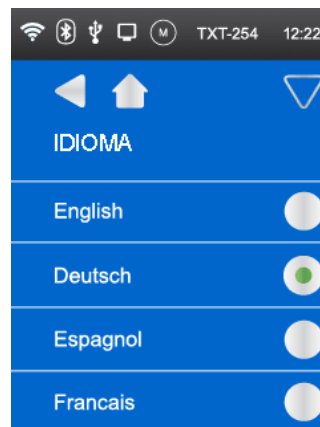 M TXT-254 12:22
IDIOMA
English
Deutsch
Espagnol
Francais